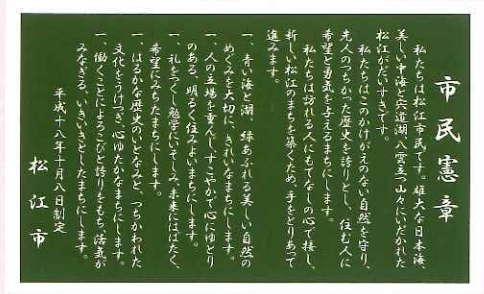 市民憲章
私たちは松江市民です。雄大な日本海、
美しい中海と宍道湖、八雲立つ山々にいだかれた
松江がだいすきです。
私たちはこのかけがえのない自然を守り、
先人のつちかった歴史を誇りとし、住む人に
希望と勇気を与えるまちにします。
私たちは訪れる人にもてなしの心で接し、
新しい松江のまちを築くため、手をとりあって
進みます。
一、青い海と湖、緑あふれる美しい自然の
めぐみを大切に、きれいなまちにします。
一、人の立場を重んじ、すこやかで心にゆとり
のある、明るく住みよいまちにします。
一、礼をつくし勉学にいそしみ、未来にはばたく、
希望にみちたまちにします。
一、はるかな歴史のいとなみと、つちかわれた
文化をうけつぎ、心ゆたかなまちにします。
一、働くことによろこびと誇りをもち、活気が
みなぎる、いきいきとしたまちにします。
平成十八年十月八日制定
松江市